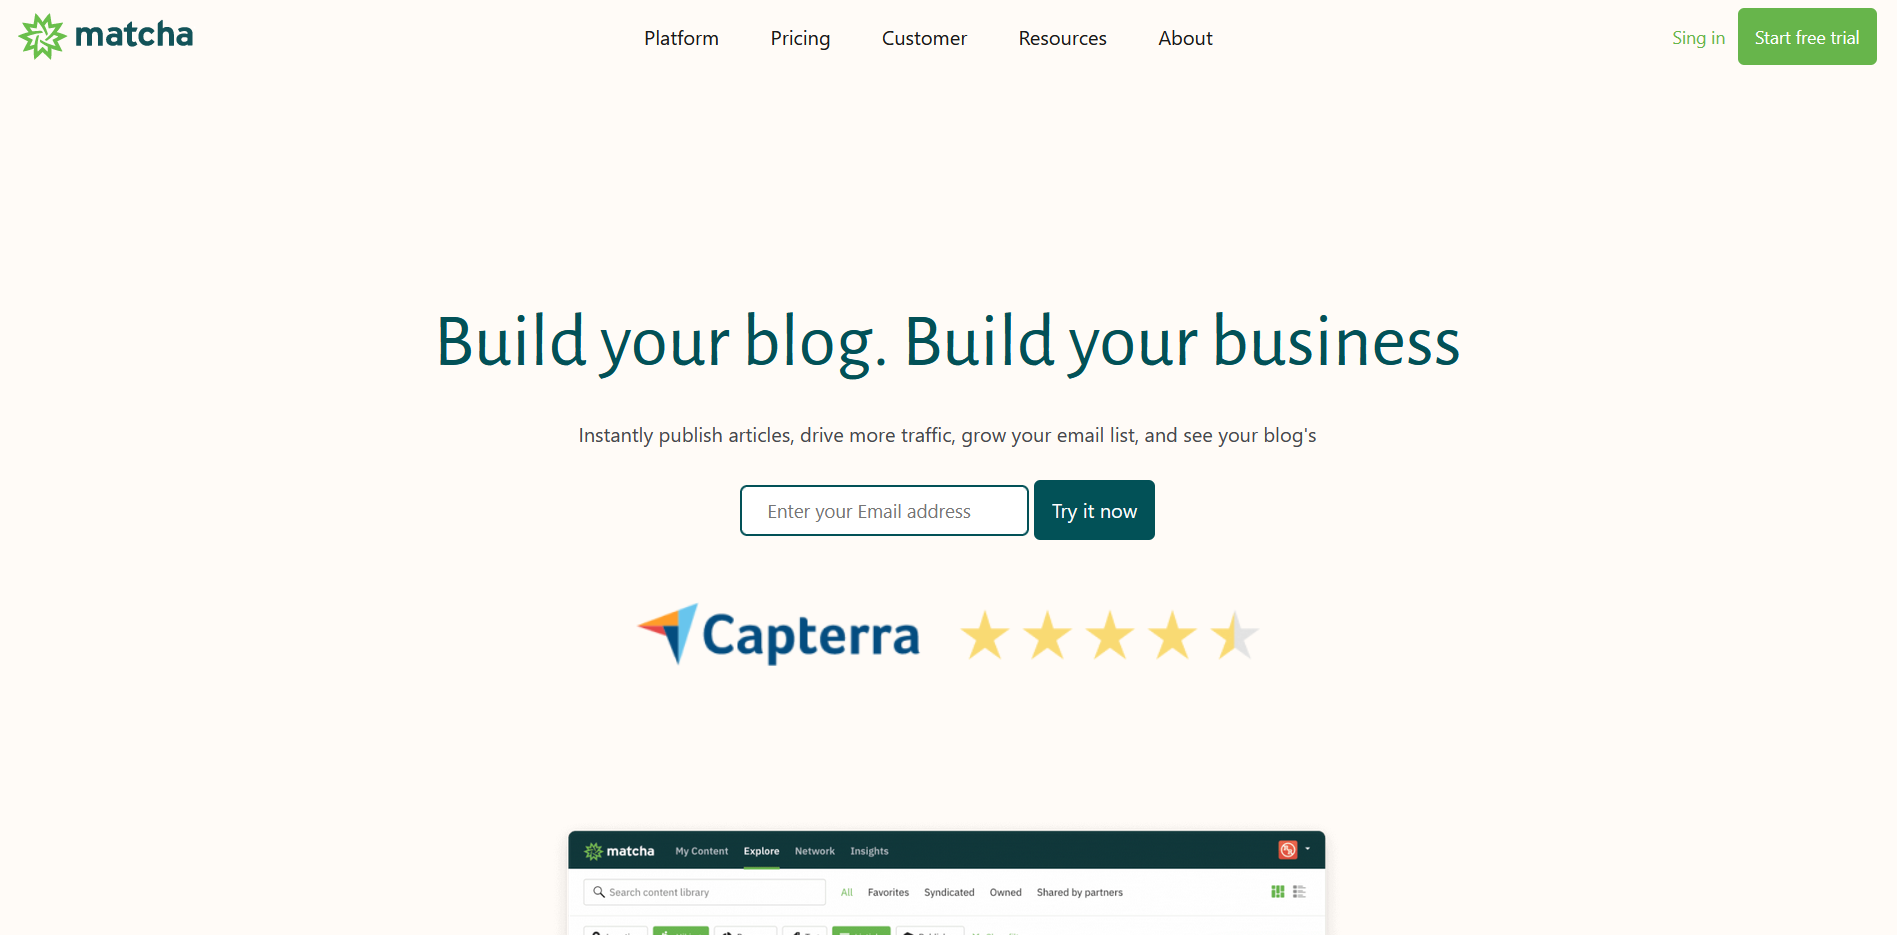 matcha
Platform Pricing Customer Resources About
Sing in Start free trial
Build your blog. Build your business
Instantly publish articles, drive more traffic, grow your email list, and see your blog's
Enter your Email address Try it now
Capterra
matcha My Content Explore Network Insights
Search content library All Favorites Syndicated Owned Shared by partners